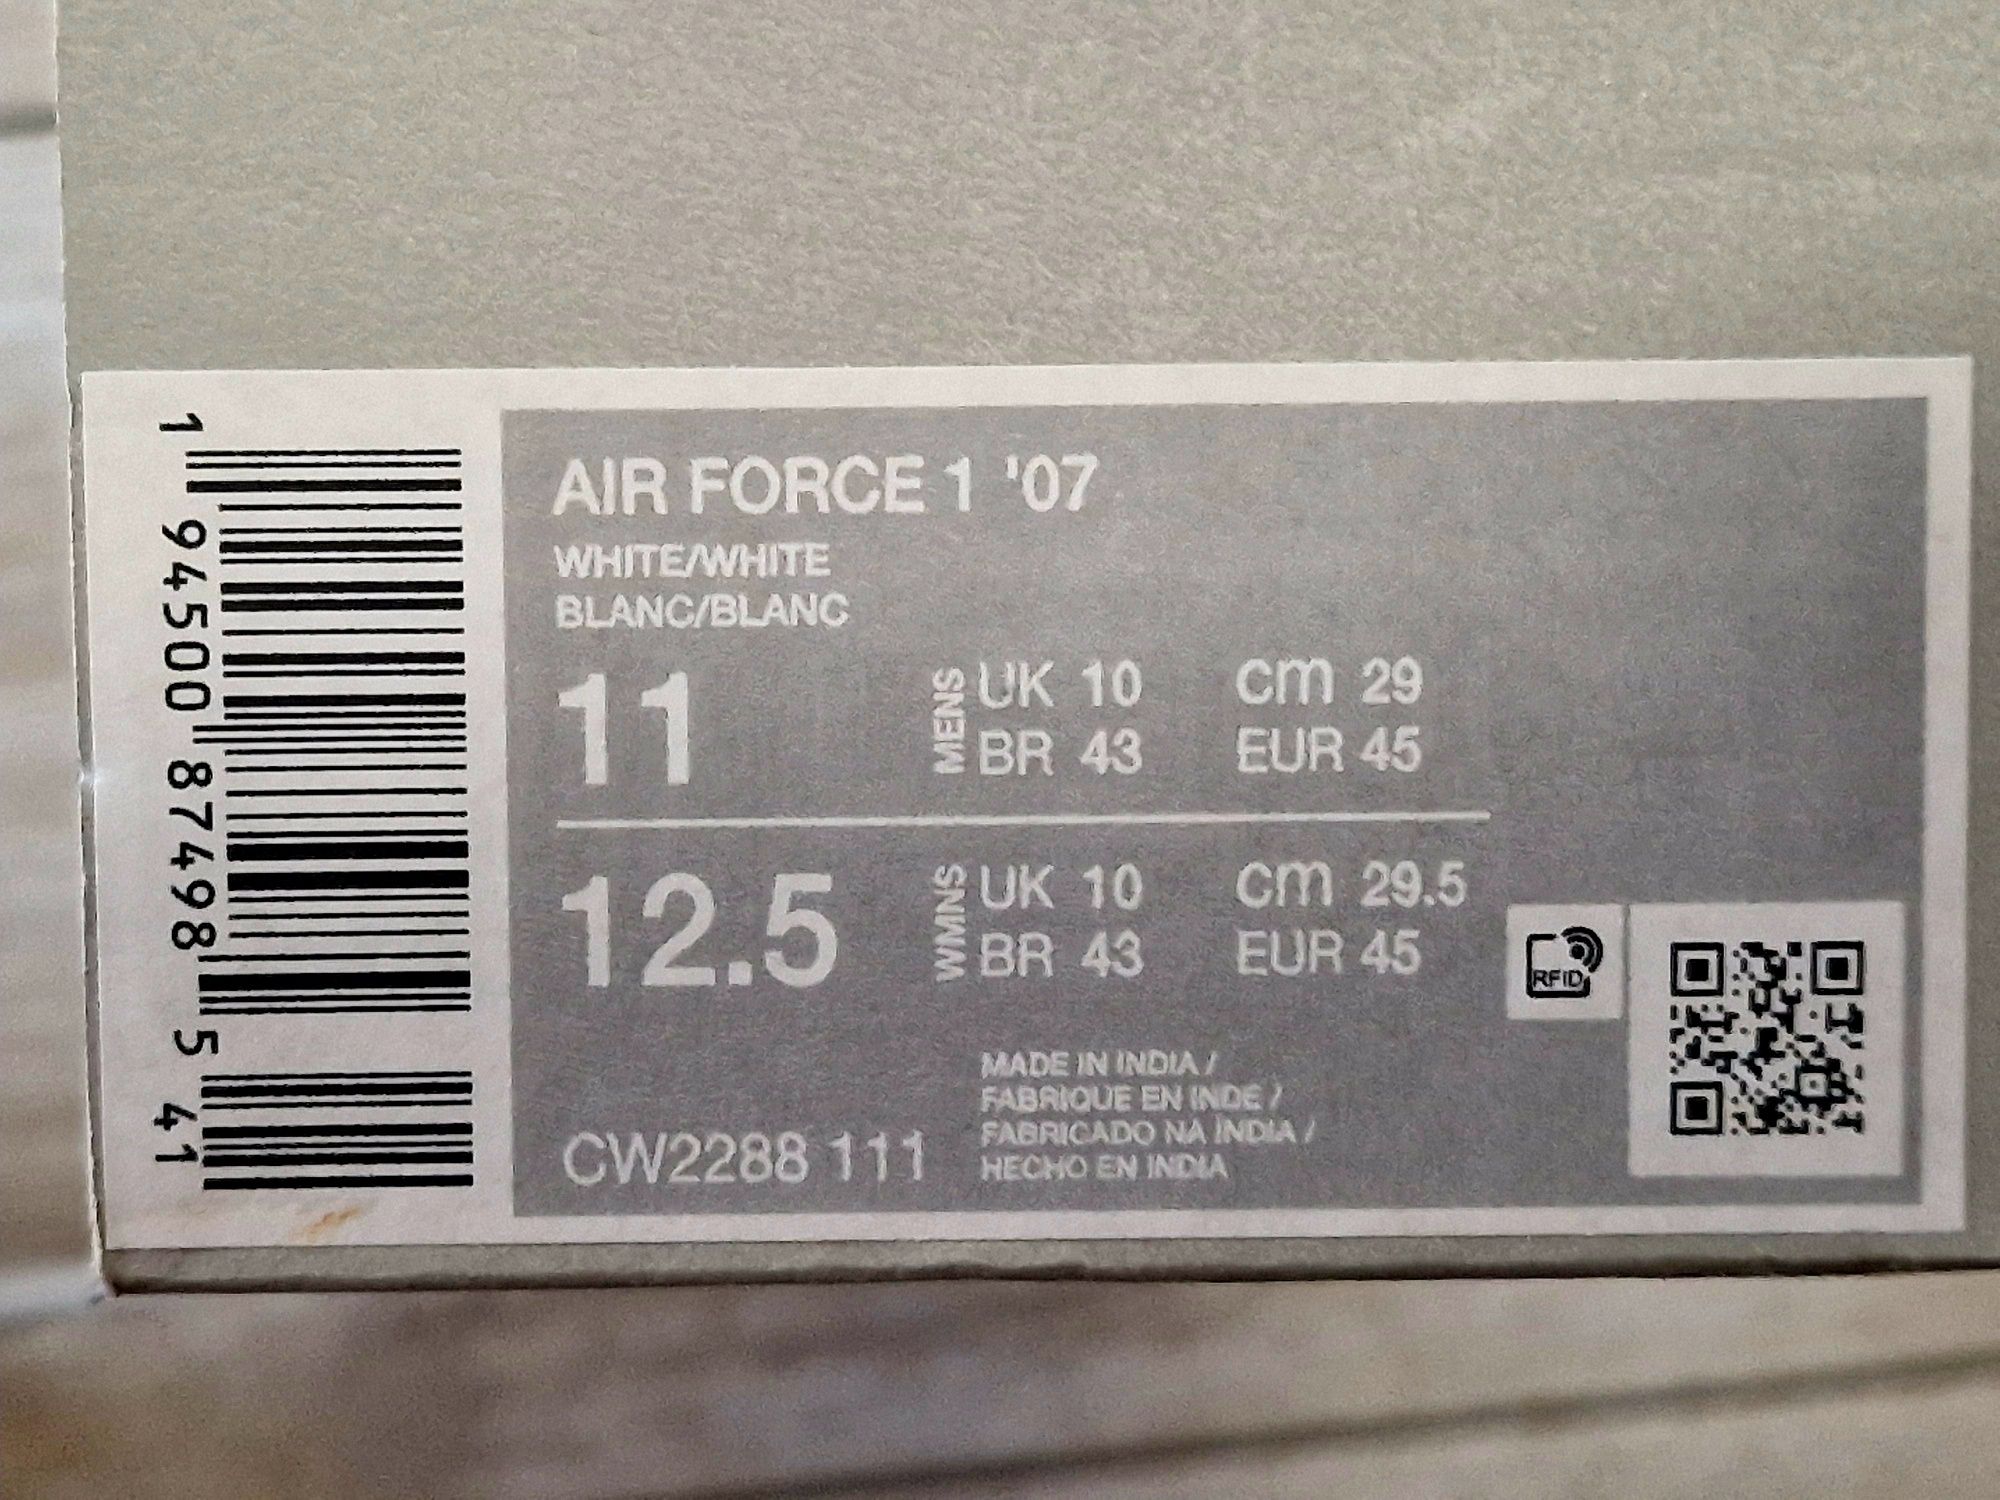 1 94500 87498 5 41
AIR FORCE 1 '07
WHITE/WHITE
BLANC/BLANC
11 MENS UK 10 cm 29
BR 43 EUR 45
12.5 WMNS UK 10 cm 29.5
BR 43 EUR 45
RFID
MADE IN INDIA /
FABRIQUE EN INDE /
FABRICADO NA ÍNDIA /
HECHO EN INDIA
CW2288 111